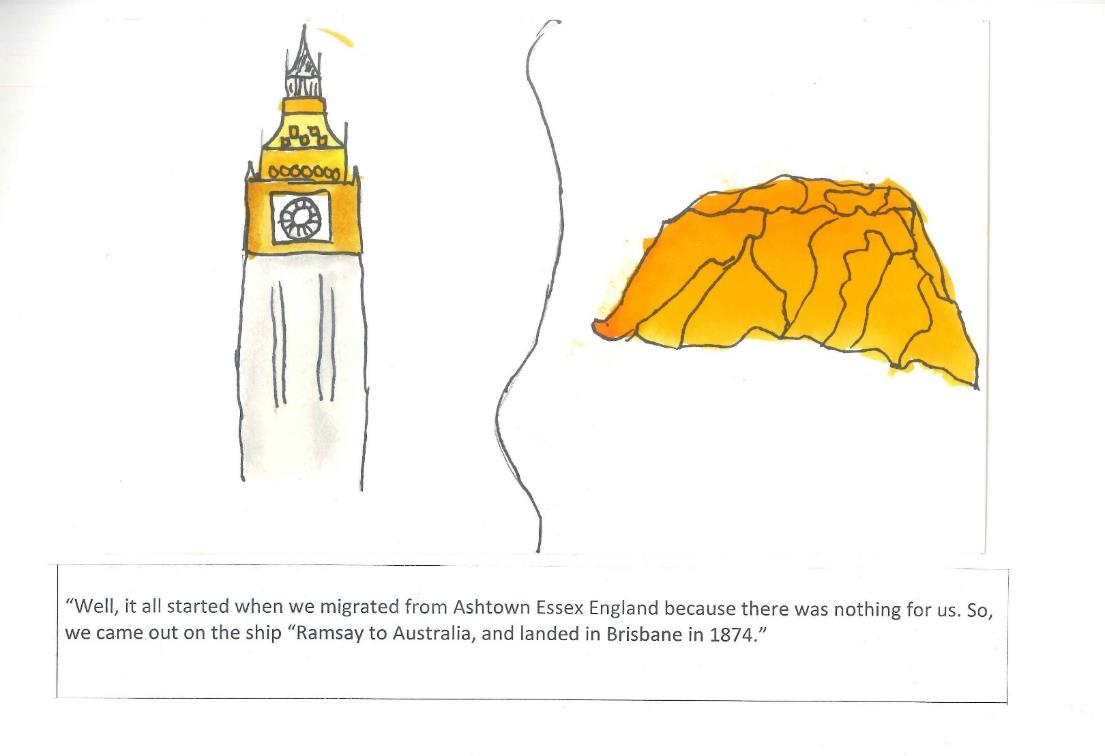 “Well, it all started when we migrated from Ashtown Essex England because there was nothing for us. So,
we came out on the ship “Ramsay to Australia, and landed in Brisbane in 1874.”